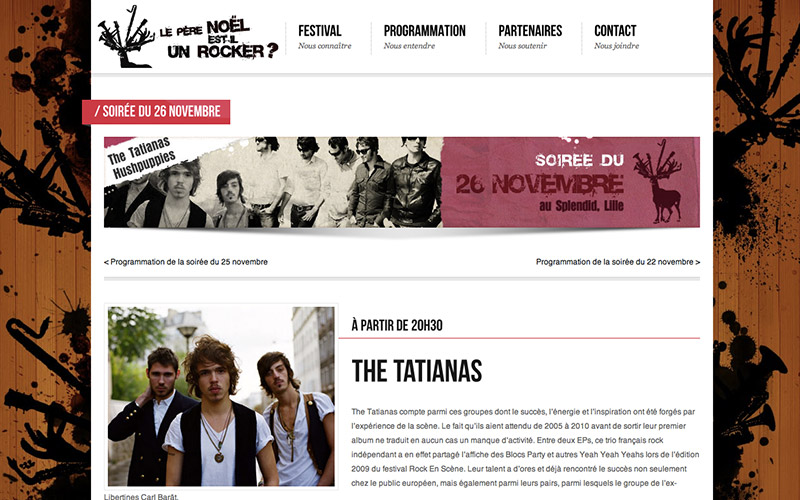 LE PÈRE NOËL
EST-IL
UN ROCKER ?
FESTIVAL
Nous connaître
PROGRAMMATION
Nous entendre
PARTENAIRES
Nous soutenir
CONTACT
Nous joindre
/ SOIRÉE DU 26 NOVEMBRE
The Tatianas
Hushpuppies
SOIREE DU
26 NOVEMBRE
au Splendid, Lille
< Programmation de la soirée du 25 novembre
Programmation de la soirée du 22 novembre >
À PARTIR DE 20H30
THE TATIANAS
The Tatianas compte parmi ces groupes dont le succès, l'énergie et l'inspiration ont été forgés par
l'expérience de la scène. Le fait qu'ils aient attendu de 2005 à 2010 avant de sortir leur premier
album ne traduit en aucun cas un manque d'activité. Entre deux EPs, ce trio français rock
indépendant a en effet partagé l'affiche des Blocs Party et autres Yeah Yeah Yeahs lors de l'édition
2009 du festival Rock En Scène. Leur talent a d'ores et déjà rencontré le succès non seulement
chez le public européen, mais également parmi leurs pairs, parmi lesquels le groupe de l'ex-
Libertines Carl Barât.